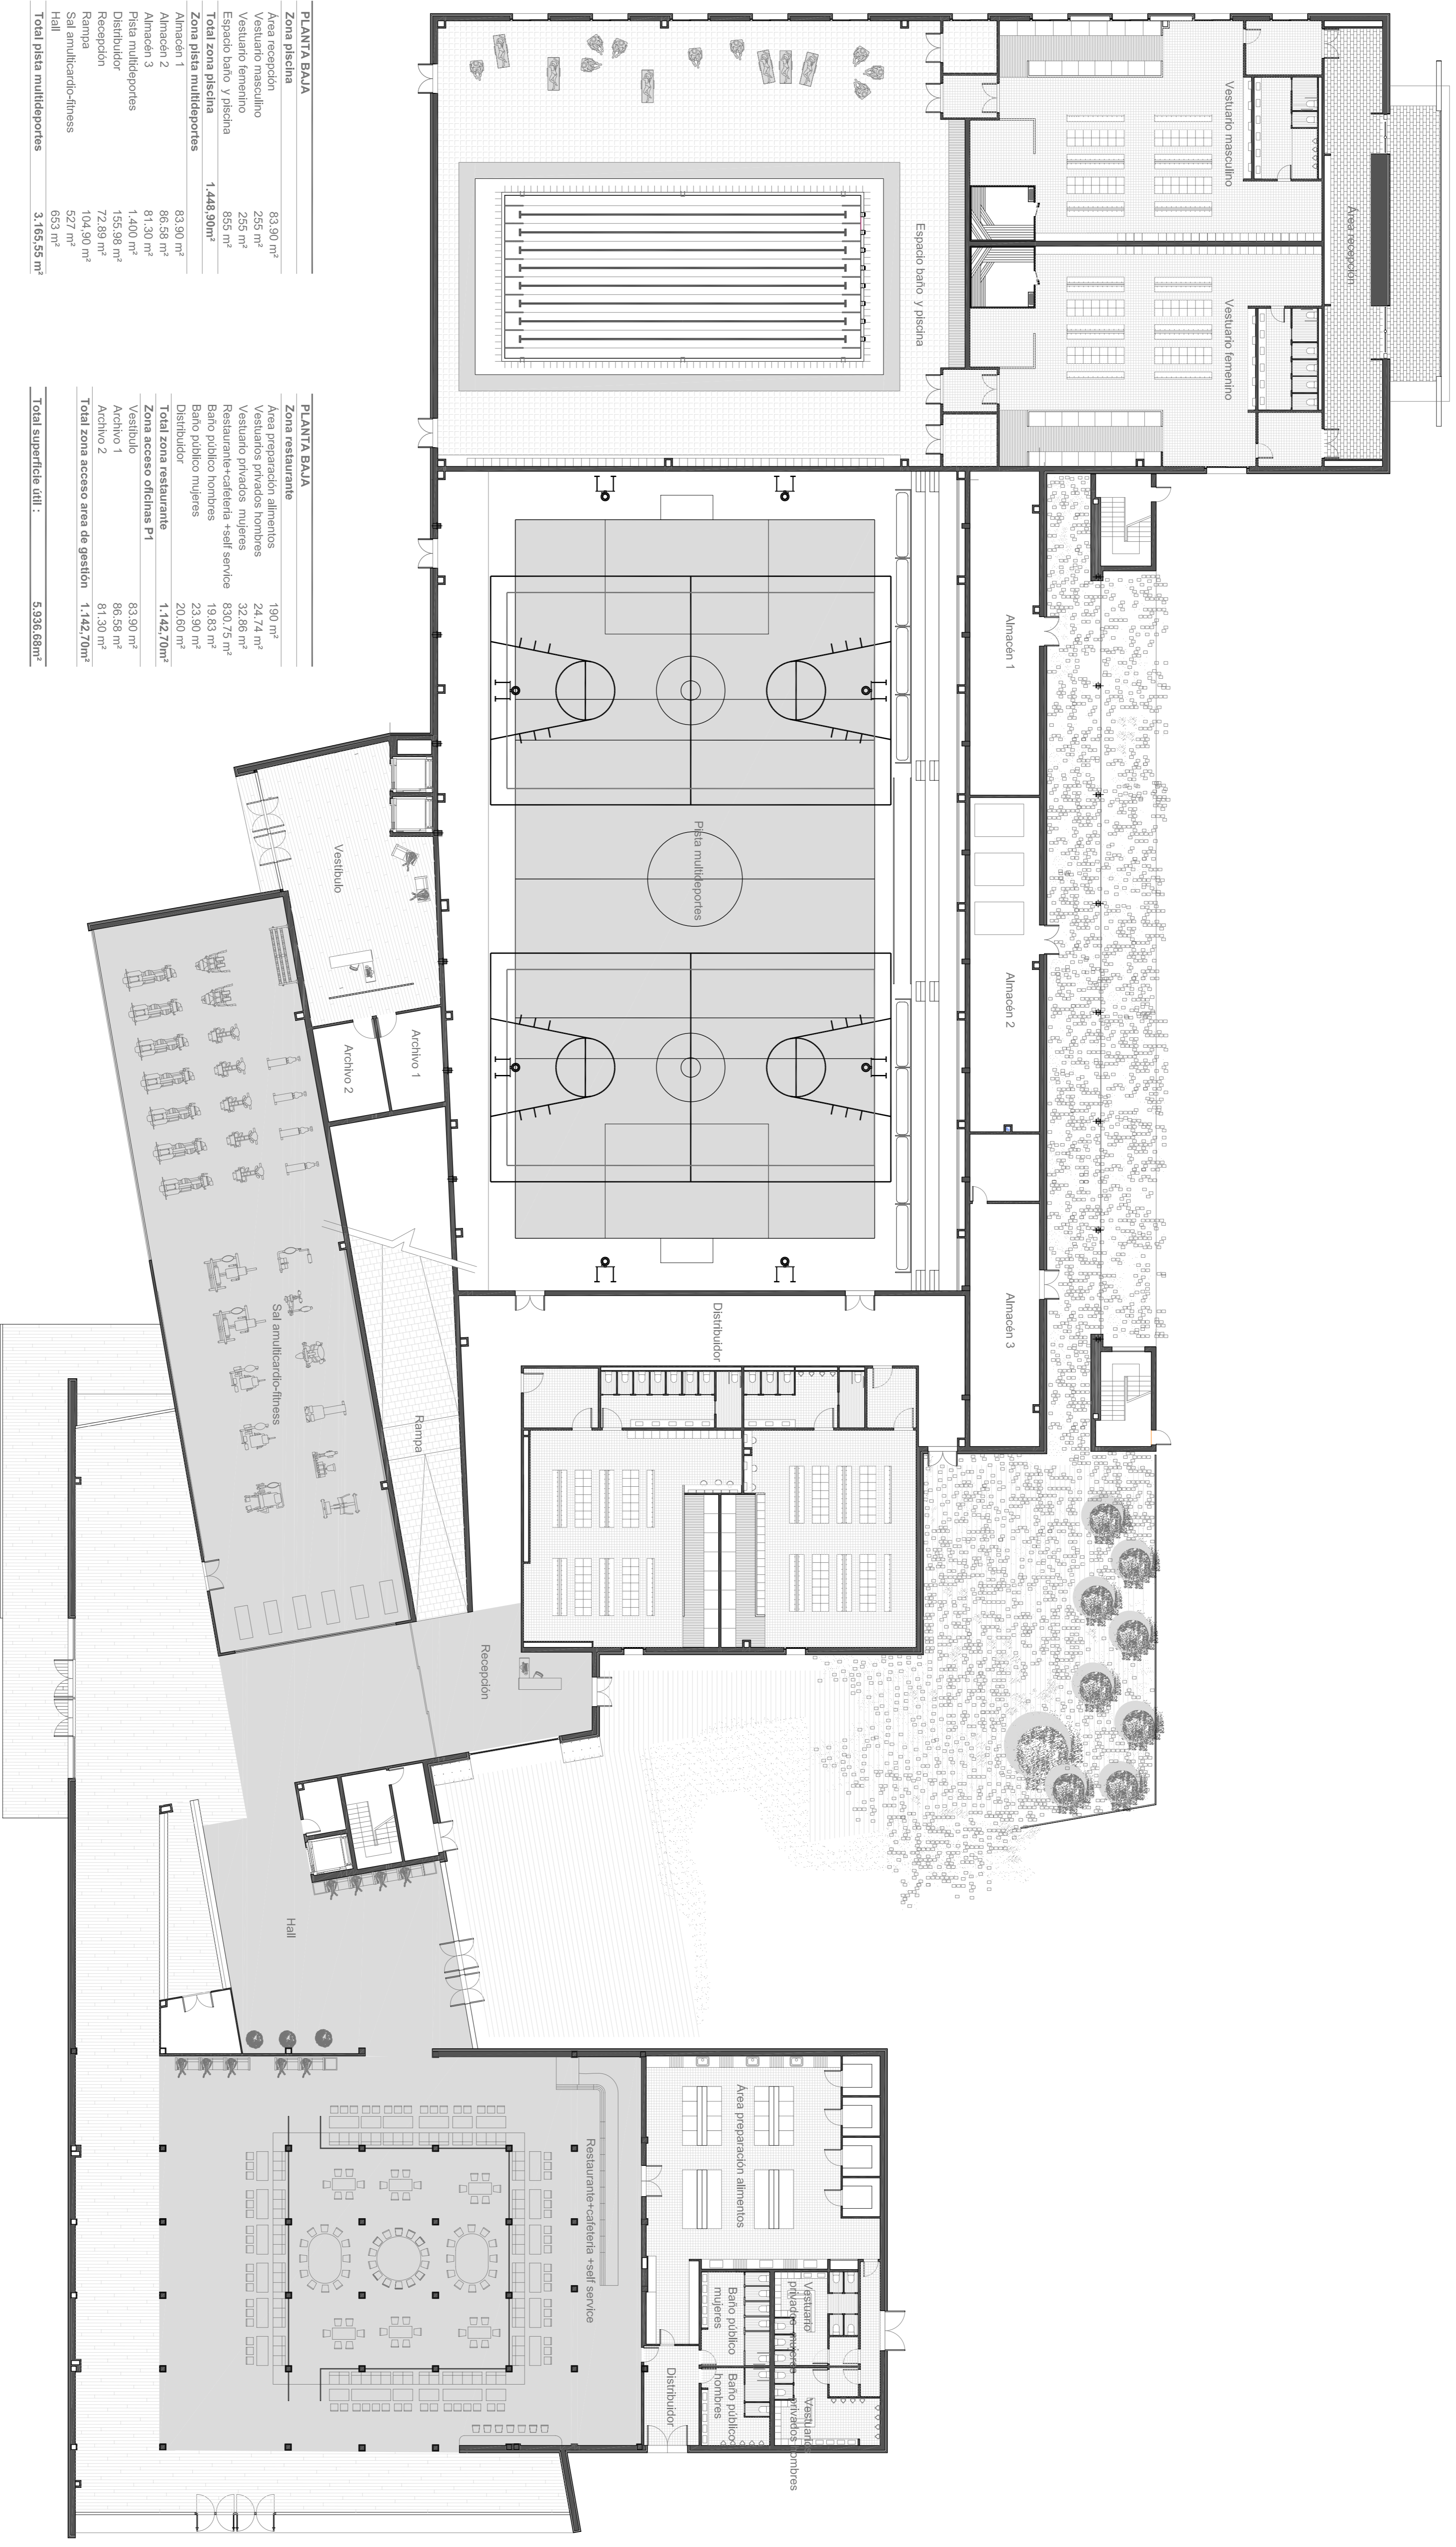 PLANTA BAJA
Zona piscina
Área recepción 83.90 m²
Vestuario masculino 255 m²
Vestuario femenino 255 m²
Espacio baño y piscina 855 m²
Total zona piscina 1.448,90m²
Zona pista multideportes
Almacén 1 83.90 m²
Almacén 2 86.58 m²
Almacén 3 81.30 m²
Pista multideportes 1.400 m²
Distribuidor 155.98 m²
Recepción 72.89 m²
Rampa 104,90 m²
Sal amulticardio-fitness 527 m²
Hall 653 m²
Total pista multideportes 3.165,55 m²
PLANTA BAJA
Zona restaurante
Área preparación alimentos 190 m²
Vestuarios privados hombres 24.74 m²
Vestuario privados mujeres 32.86 m²
Restaurante+cafeteria +self service 830.75 m²
Baño público hombres 19.83 m²
Baño público mujeres 23.90 m²
Distribuidor 20.60 m²
Total zona restaurante 1.142,70m²
Zona acceso oficinas P1
Vestíbulo 83.90 m²
Archivo 1 86.58 m²
Archivo 2 81.30 m²
Total zona acceso area de gestión 1.142,70m²
Total superficie útil : 5.936,68m²
Área recepción
Vestuario masculino
Vestuario femenino
Espacio baño y piscina
Almacén 1
Almacén 2
Almacén 3
Pista multideportes
Vestíbulo
Archivo 1
Archivo 2
Distribuidor
Sal amulticardio-fitness
Rampa
Recepción
Hall
Área preparación alimentos
Restaurante+cafeteria +self service
Vestuario
privados mujeres
Baño público
mujeres
Vestuario
privados hombres
Baño público
hombres
Distribuidor